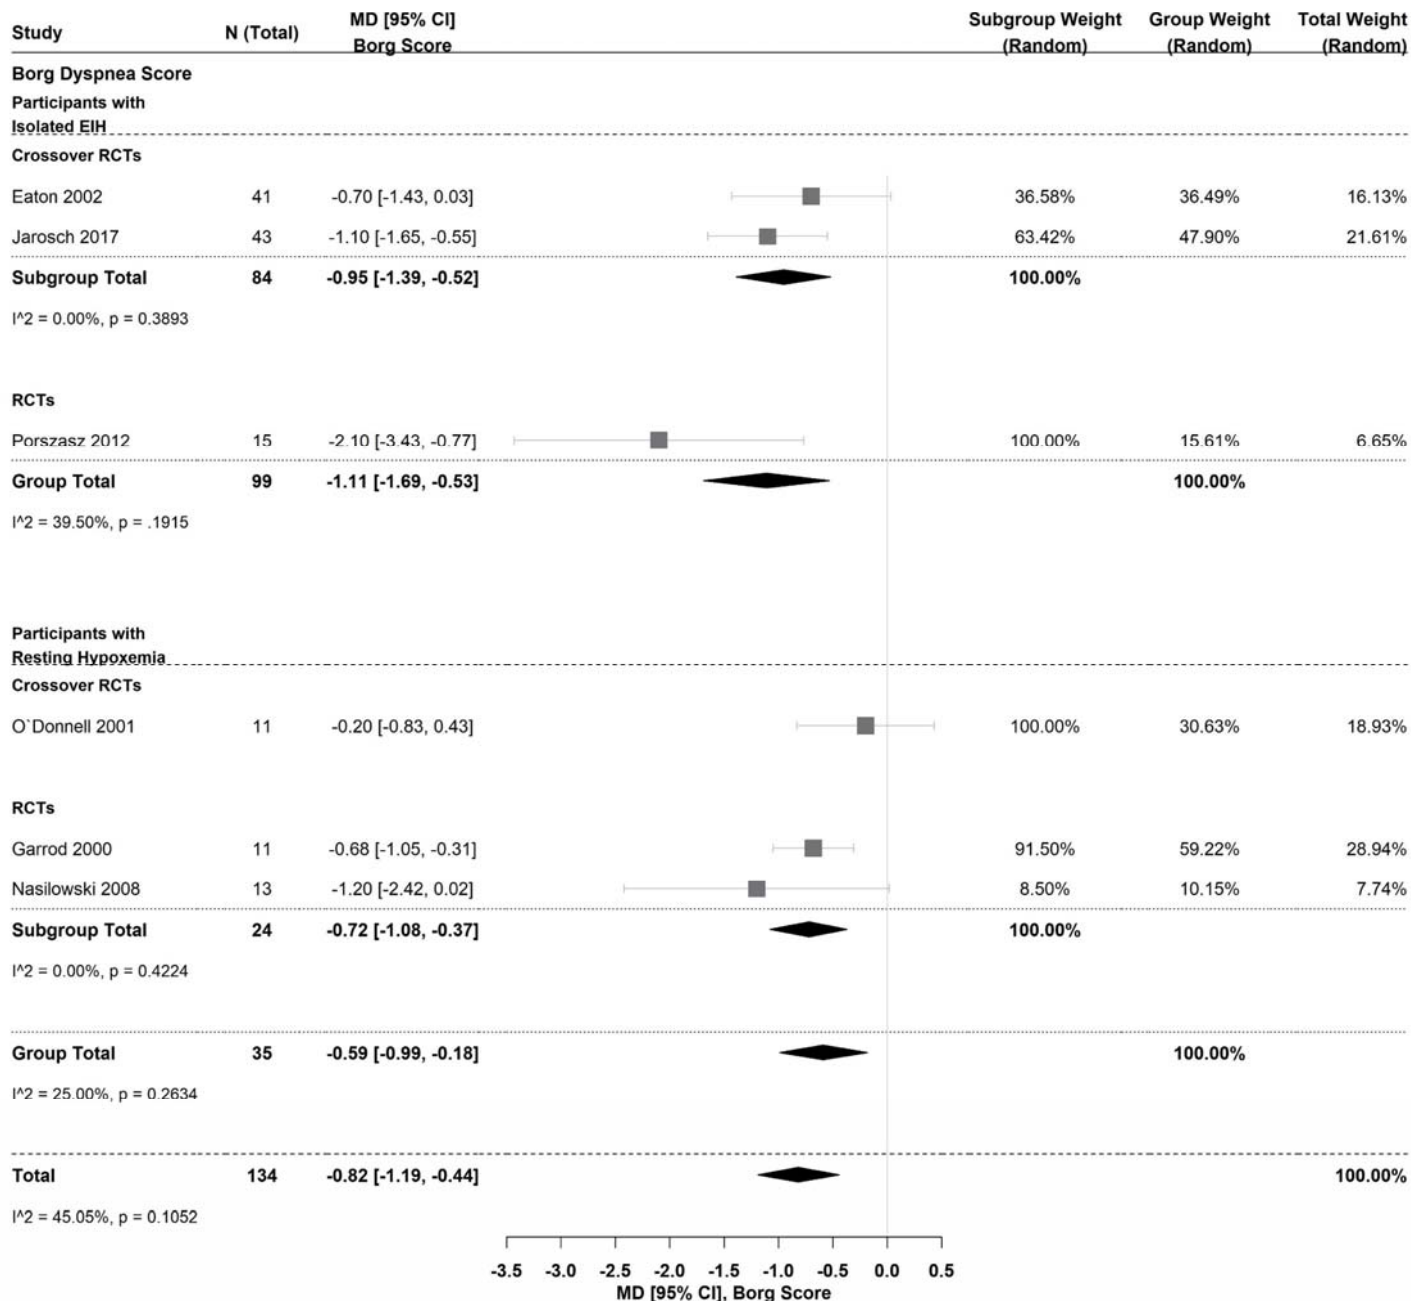 Study N (Total) MD [95% CI] Borg Score Subgroup Weight (Random) Group Weight (Random) Total Weight (Random)
Borg Dyspnea Score
Participants with
Isolated EIH
Crossover RCTs
Eaton 2002 41 -0.70 [-1.43, 0.03] 36.58% 36.49% 16.13%
Jarosch 2017 43 -1.10 [-1.65, -0.55] 63.42% 47.90% 21.61%
Subgroup Total 84 -0.95 [-1.39, -0.52] 100.00%
I^2 = 0.00%, p = 0.3893
RCTs
Porszasz 2012 15 -2.10 [-3.43, -0.77] 100.00% 15.61% 6.65%
Group Total 99 -1.11 [-1.69, -0.53] 100.00%
I^2 = 39.50%, p = .1915
Participants with
Resting Hypoxemia
Crossover RCTs
O`Donnell 2001 11 -0.20 [-0.83, 0.43] 100.00% 30.63% 18.93%
RCTs
Garrod 2000 11 -0.68 [-1.05, -0.31] 91.50% 59.22% 28.94%
Nasilowski 2008 13 -1.20 [-2.42, 0.02] 8.50% 10.15% 7.74%
Subgroup Total 24 -0.72 [-1.08, -0.37] 100.00%
I^2 = 0.00%, p = 0.4224
Group Total 35 -0.59 [-0.99, -0.18] 100.00%
I^2 = 25.00%, p = 0.2634
Total 134 -0.82 [-1.19, -0.44] 100.00%
I^2 = 45.05%, p = 0.1052
-3.5 -3.0 -2.5 -2.0 -1.5 -1.0 -0.5 0.0 0.5
MD [95% CI], Borg Score